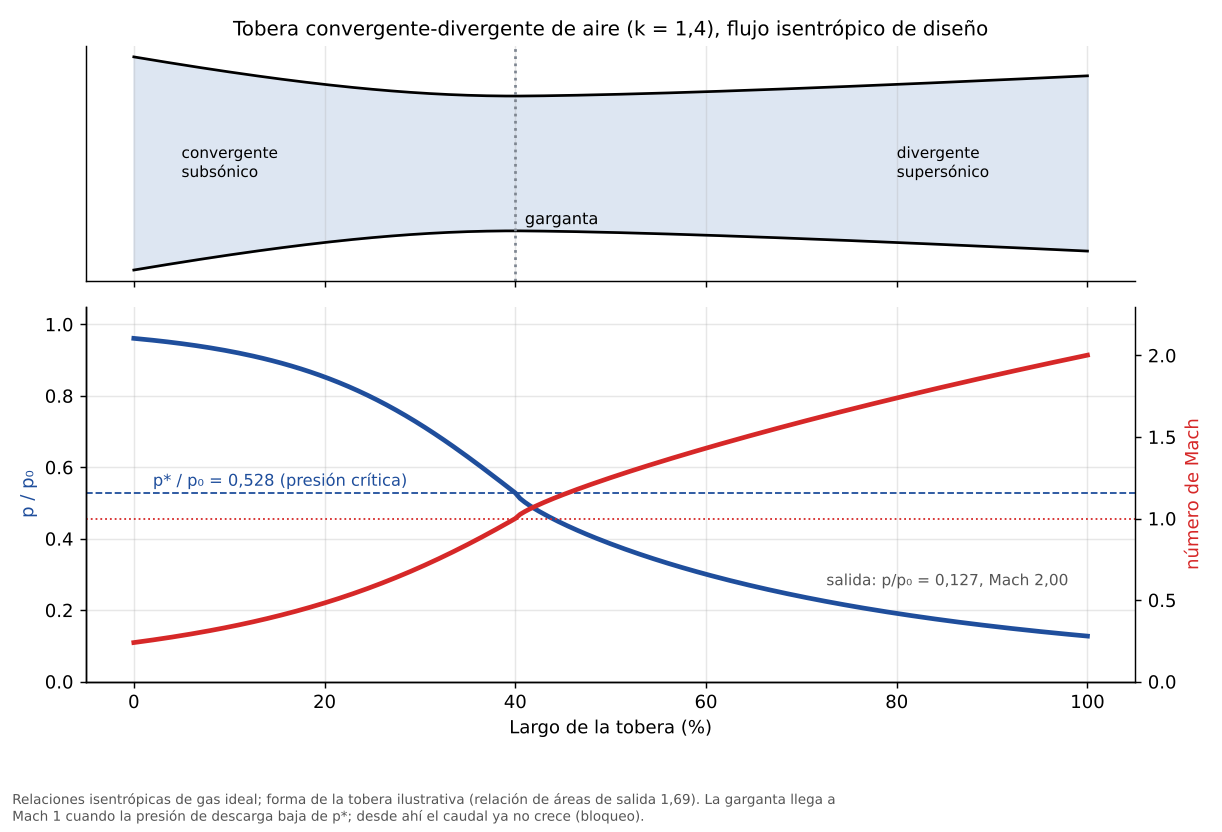 Tobera convergente-divergente de aire (k = 1,4), flujo isentrópico de diseño
convergente
subsónico
divergente
supersónico
garganta
1.0
0.8
0.6
0.4
0.2
0.0
p / p₀
p* / p₀ = 0,528 (presión crítica)
salida: p/p₀ = 0,127, Mach 2,00
2.0
1.5
1.0
0.5
0.0
número de Mach
0
20
40
60
80
100
Largo de la tobera (%)
Relaciones isentrópicas de gas ideal; forma de la tobera ilustrativa (relación de áreas de salida 1,69). La garganta llega a
Mach 1 cuando la presión de descarga baja de p*; desde ahí el caudal ya no crece (bloqueo).